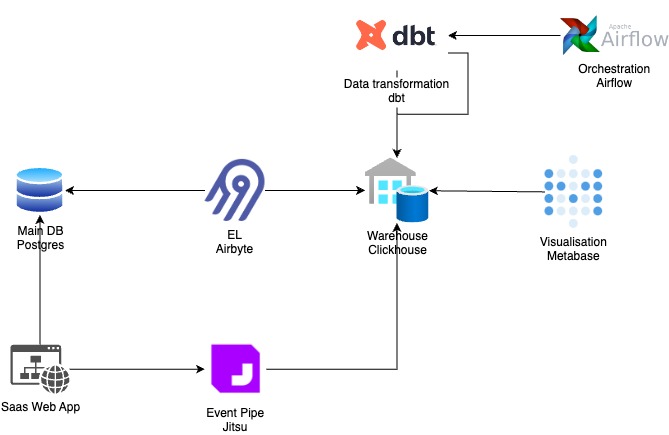 dbt
Apache
Airflow
Data transformation
dbt
Orchestration
Airflow
Main DB
Postgres
EL
Airbyte
Warehouse
Clickhouse
Visualisation
Metabase
Saas Web App
Event Pipe
Jitsu